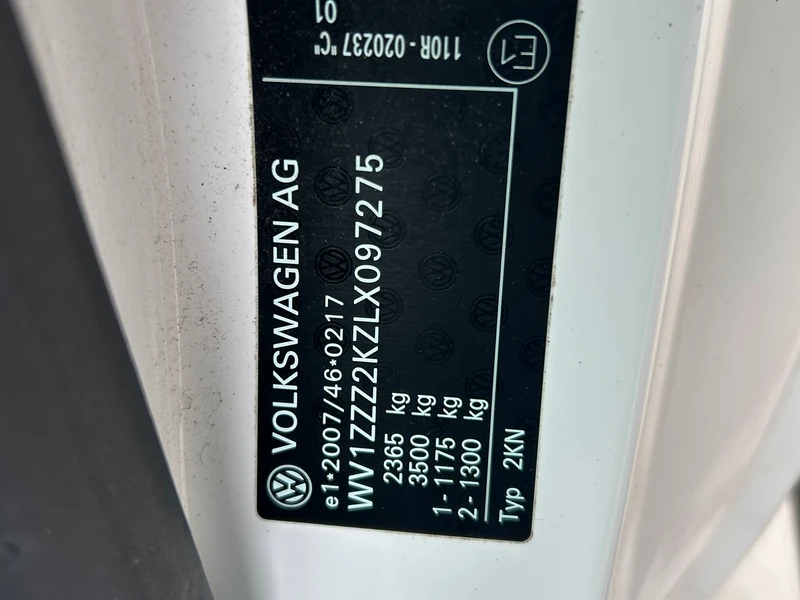 VOLKSWAGEN AG
e1*2007/46*0217
WV1ZZZ2KZLX097275
2365 kg
3500 kg
1- 1175 kg
2- 1300 kg
Typ 2KN
E1
110R - 020237 "C"
01